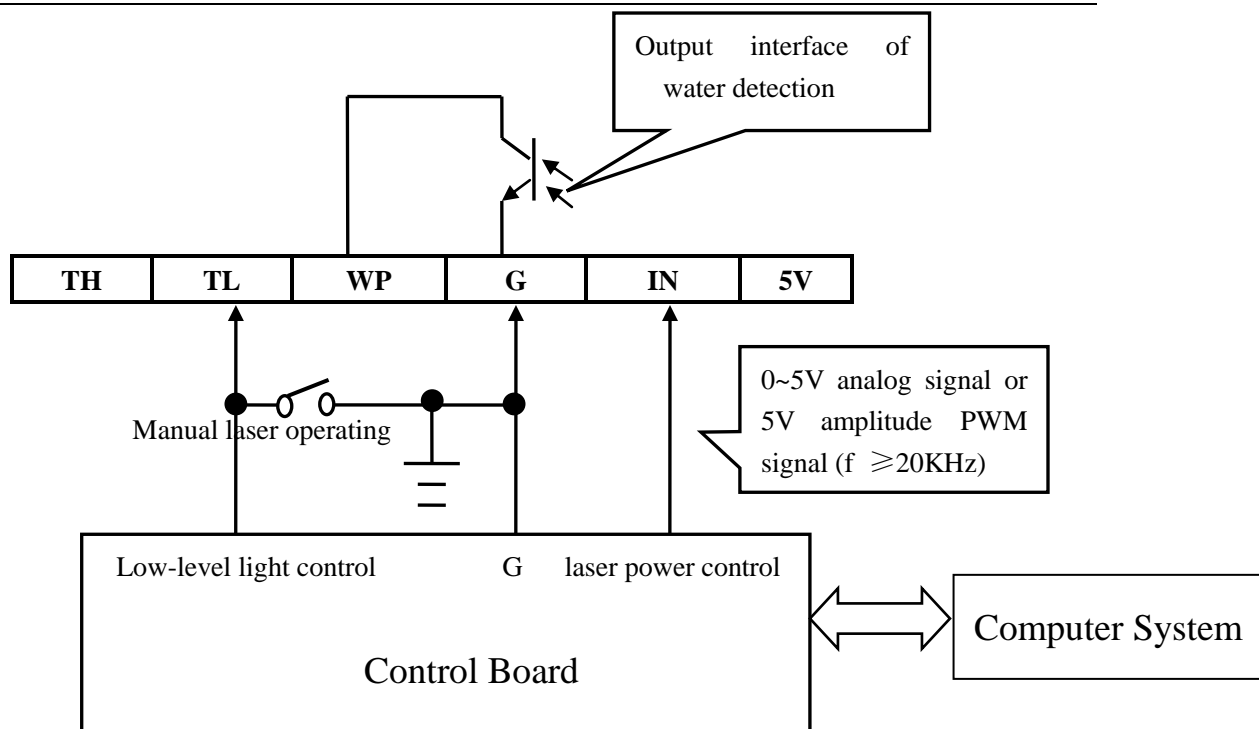 Output interface of
water detection
TH TL WP G IN 5V
0~5V analog signal or
5V amplitude PWM
signal (f ≥20KHz)
Manual laser operating
Low-level light control G laser power control
Control Board
Computer System